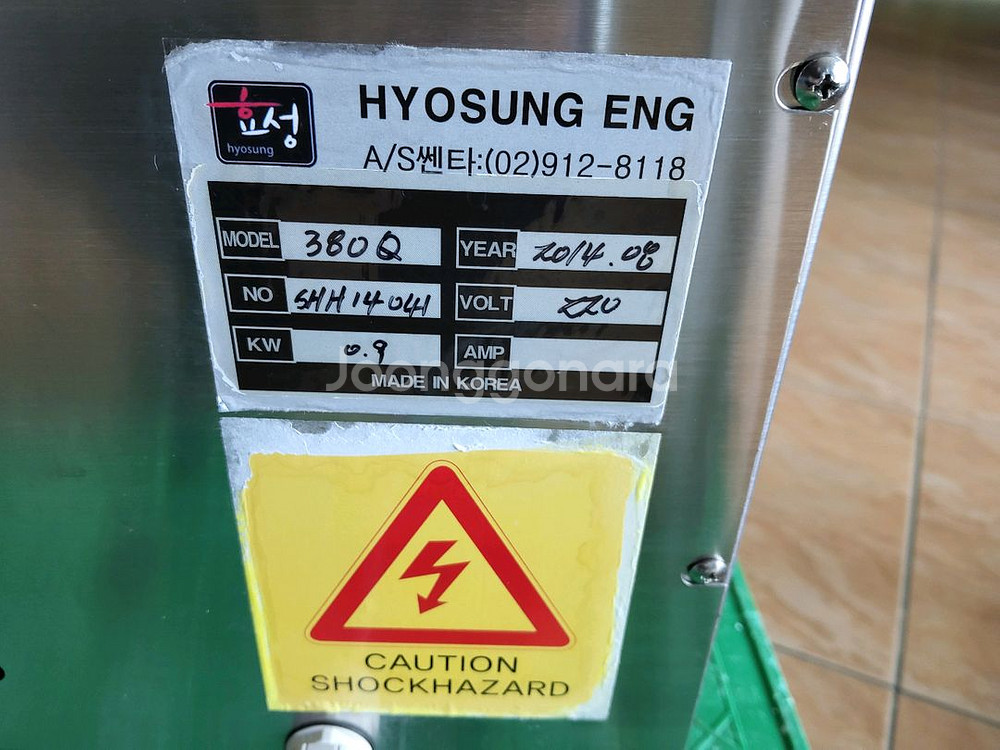 효성
hyosung
HYOSUNG ENG
A/S쎈타:(02)912-8118
MODEL 380Q YEAR 2014.08
NO SHH14041 VOLT 220
KW 0.9 AMP
MADE IN KOREA
Joonggonara
CAUTION
SHOCKHAZARD